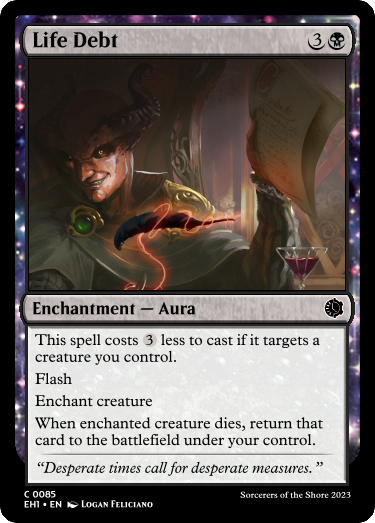 Life Debt 3
Enchantment — Aura
This spell costs 3 less to cast if it targets a
creature you control.
Flash
Enchant creature
When enchanted creature dies, return that
card to the battlefield under your control.
“Desperate times call for desperate measures.”
C 0085
EH1 • EN LOGAN FELICIANO
Sorcerers of the Shore 2023